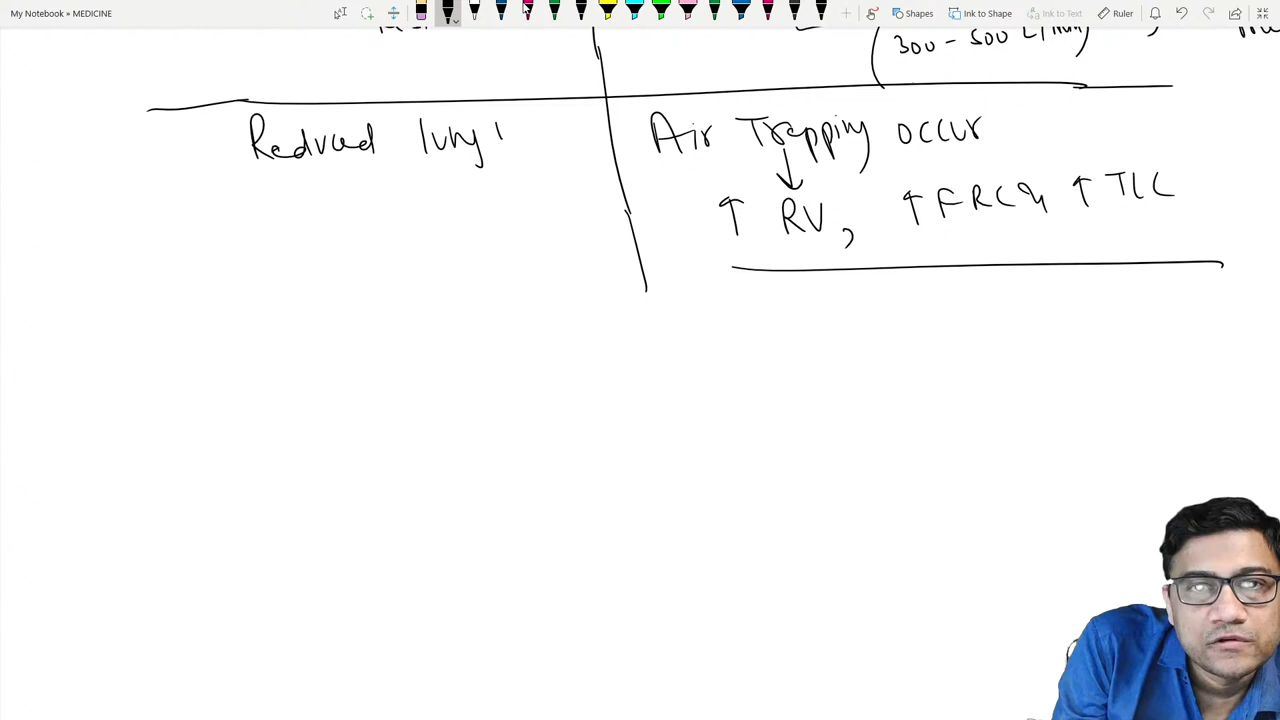 My Notebook » MEDICINE
Shapes Ink to Shape Ink to Text Ruler
300 - 500 L/min
Reduced lung
Air Trapping occur
↓
↑ RV, ↑ FRC & ↑ TLC